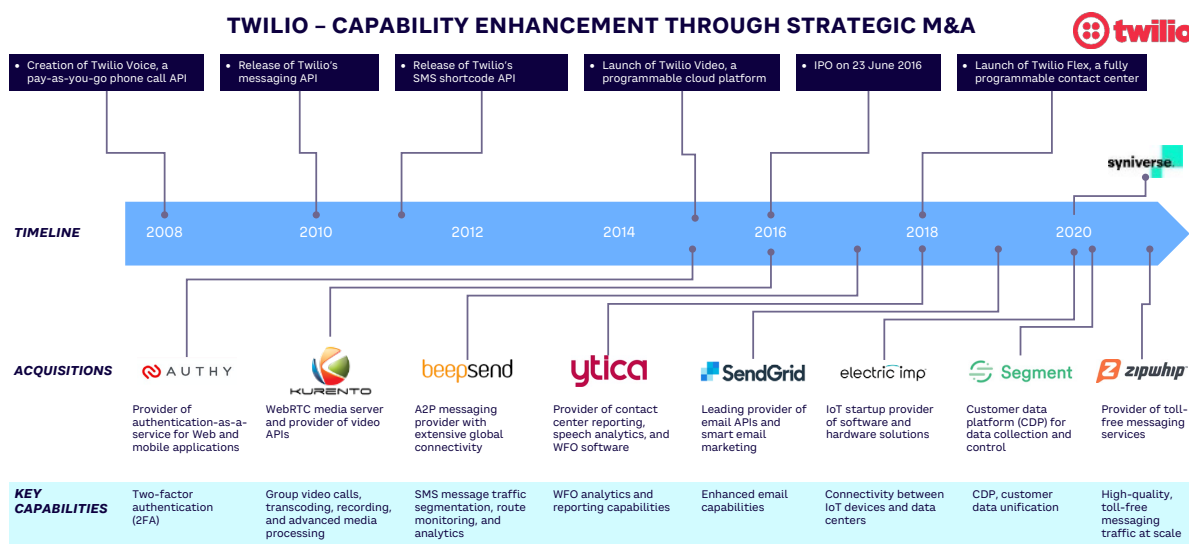 TWILIO – CAPABILITY ENHANCEMENT THROUGH STRATEGIC M&A
twilio
• Creation of Twilio Voice, a
pay-as-you-go phone call API
• Release of Twilio's
messaging API
• Release of Twilio's
SMS shortcode API
• Launch of Twilio Video, a
programmable cloud platform
• IPO on 23 June 2016
• Launch of Twilio Flex, a fully
programmable contact center
syniverse.
TIMELINE
2008
2010
2012
2014
2016
2018
2020
ACQUISITIONS
AUTHY
KURENTO
beepsend
ytica
SendGrid
electric imp
Segment
zipwhip
Provider of
authentication-as-a-
service for Web and
mobile applications
WebRTC media server
and provider of video
APIs
A2P messaging
provider with
extensive global
connectivity
Provider of contact
center reporting,
speech analytics, and
WFO software
Leading provider of
email APIs and
smart email
marketing
IoT startup provider
of software and
hardware solutions
Customer data
platform (CDP) for
data collection and
control
Provider of toll-
free messaging
services
KEY
CAPABILITIES
Two-factor
authentication
(2FA)
Group video calls,
transcoding, recording,
and advanced media
processing
SMS message traffic
segmentation, route
monitoring, and
analytics
WFO analytics and
reporting capabilities
Enhanced email
capabilities
Connectivity between
IoT devices and data
centers
CDP, customer
data unification
High-quality,
toll-free
messaging
traffic at scale